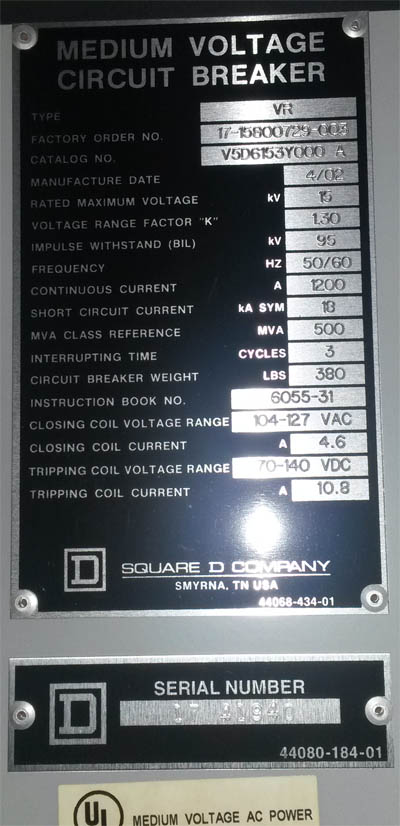 MEDIUM VOLTAGE
CIRCUIT BREAKER
TYPE VR
FACTORY ORDER NO. 17-15800729-003
CATALOG NO. V5D6153Y000 A
MANUFACTURE DATE 4/02
RATED MAXIMUM VOLTAGE kV 15
VOLTAGE RANGE FACTOR "K" 1.30
IMPULSE WITHSTAND (BIL) kV 95
FREQUENCY HZ 50/60
CONTINUOUS CURRENT A 1200
SHORT CIRCUIT CURRENT kA SYM 18
MVA CLASS REFERENCE MVA 500
INTERRUPTING TIME CYCLES 3
CIRCUIT BREAKER WEIGHT LBS 380
INSTRUCTION BOOK NO. 6055-31
CLOSING COIL VOLTAGE RANGE 104-127 VAC
CLOSING COIL CURRENT A 4.6
TRIPPING COIL VOLTAGE RANGE 70-140 VDC
TRIPPING COIL CURRENT A 10.8
D SQUARE D COMPANY
SMYRNA, TN USA
44068-434-01
SERIAL NUMBER
D
44080-184-01
UL MEDIUM VOLTAGE AC POWER